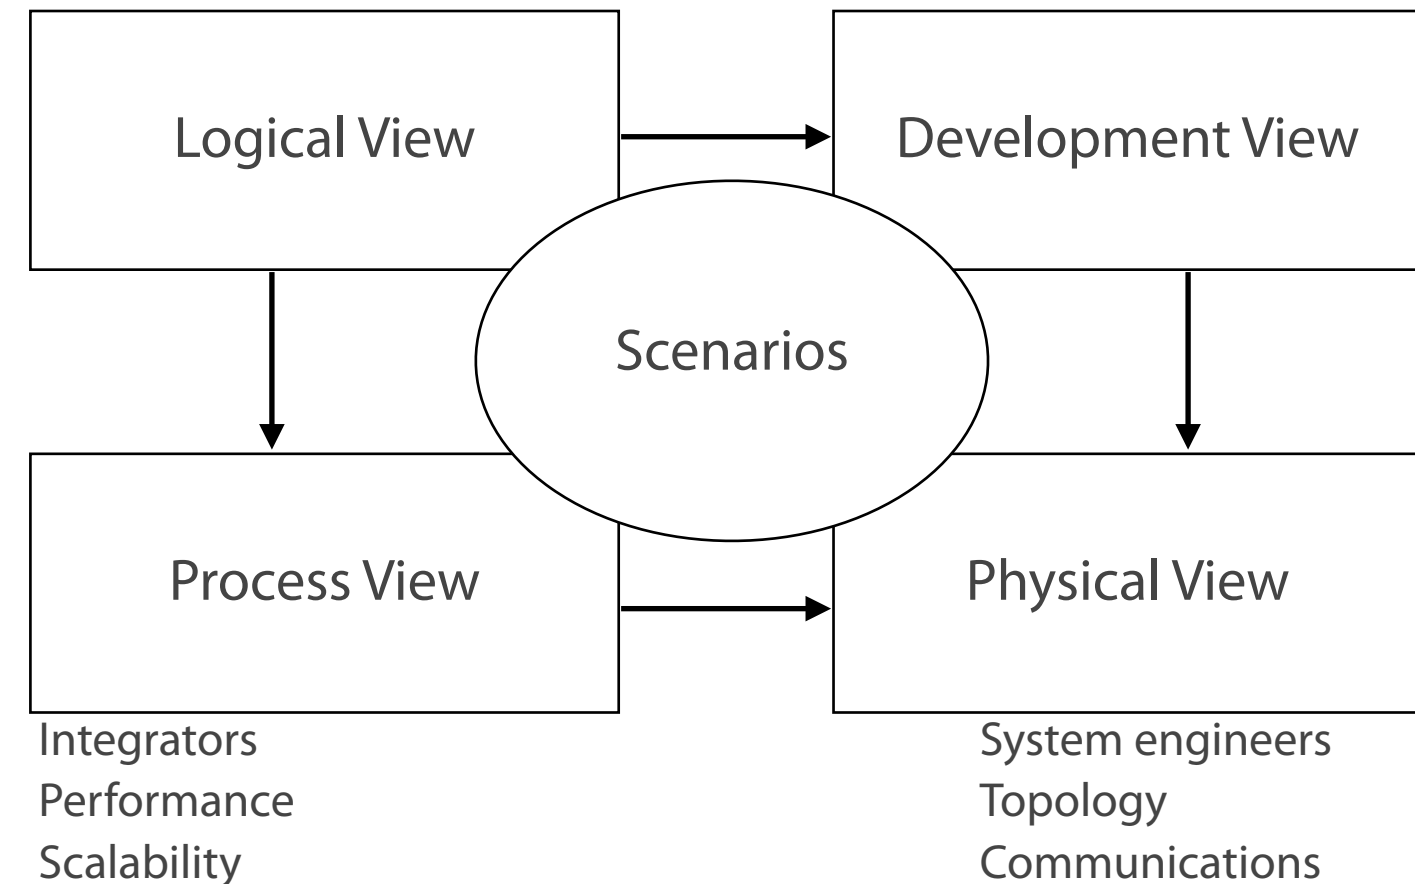 Logical View
Development View
Scenarios
Process View
Physical View
Integrators
Performance
Scalability
System engineers
Topology
Communications